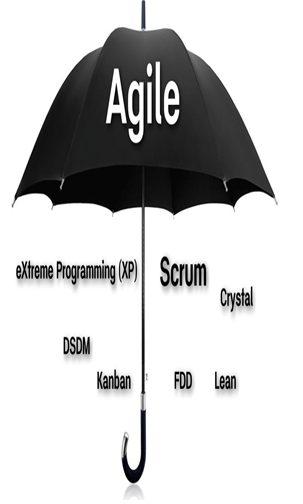 Agile
eXtreme Programming (XP)
Scrum
Crystal
DSDM
Kanban
FDD
Lean